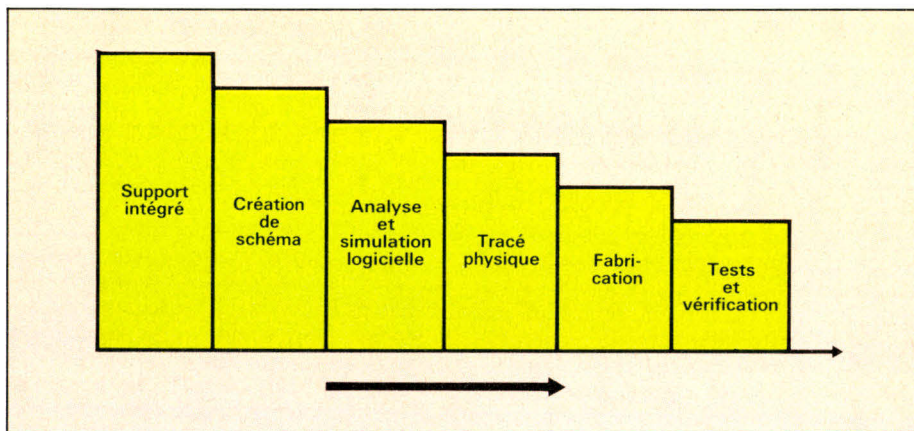 Support
intégré
Création
de
schéma
Analyse
et
simulation
logicielle
Tracé
physique
Fabri-
cation
Tests
et
vérification